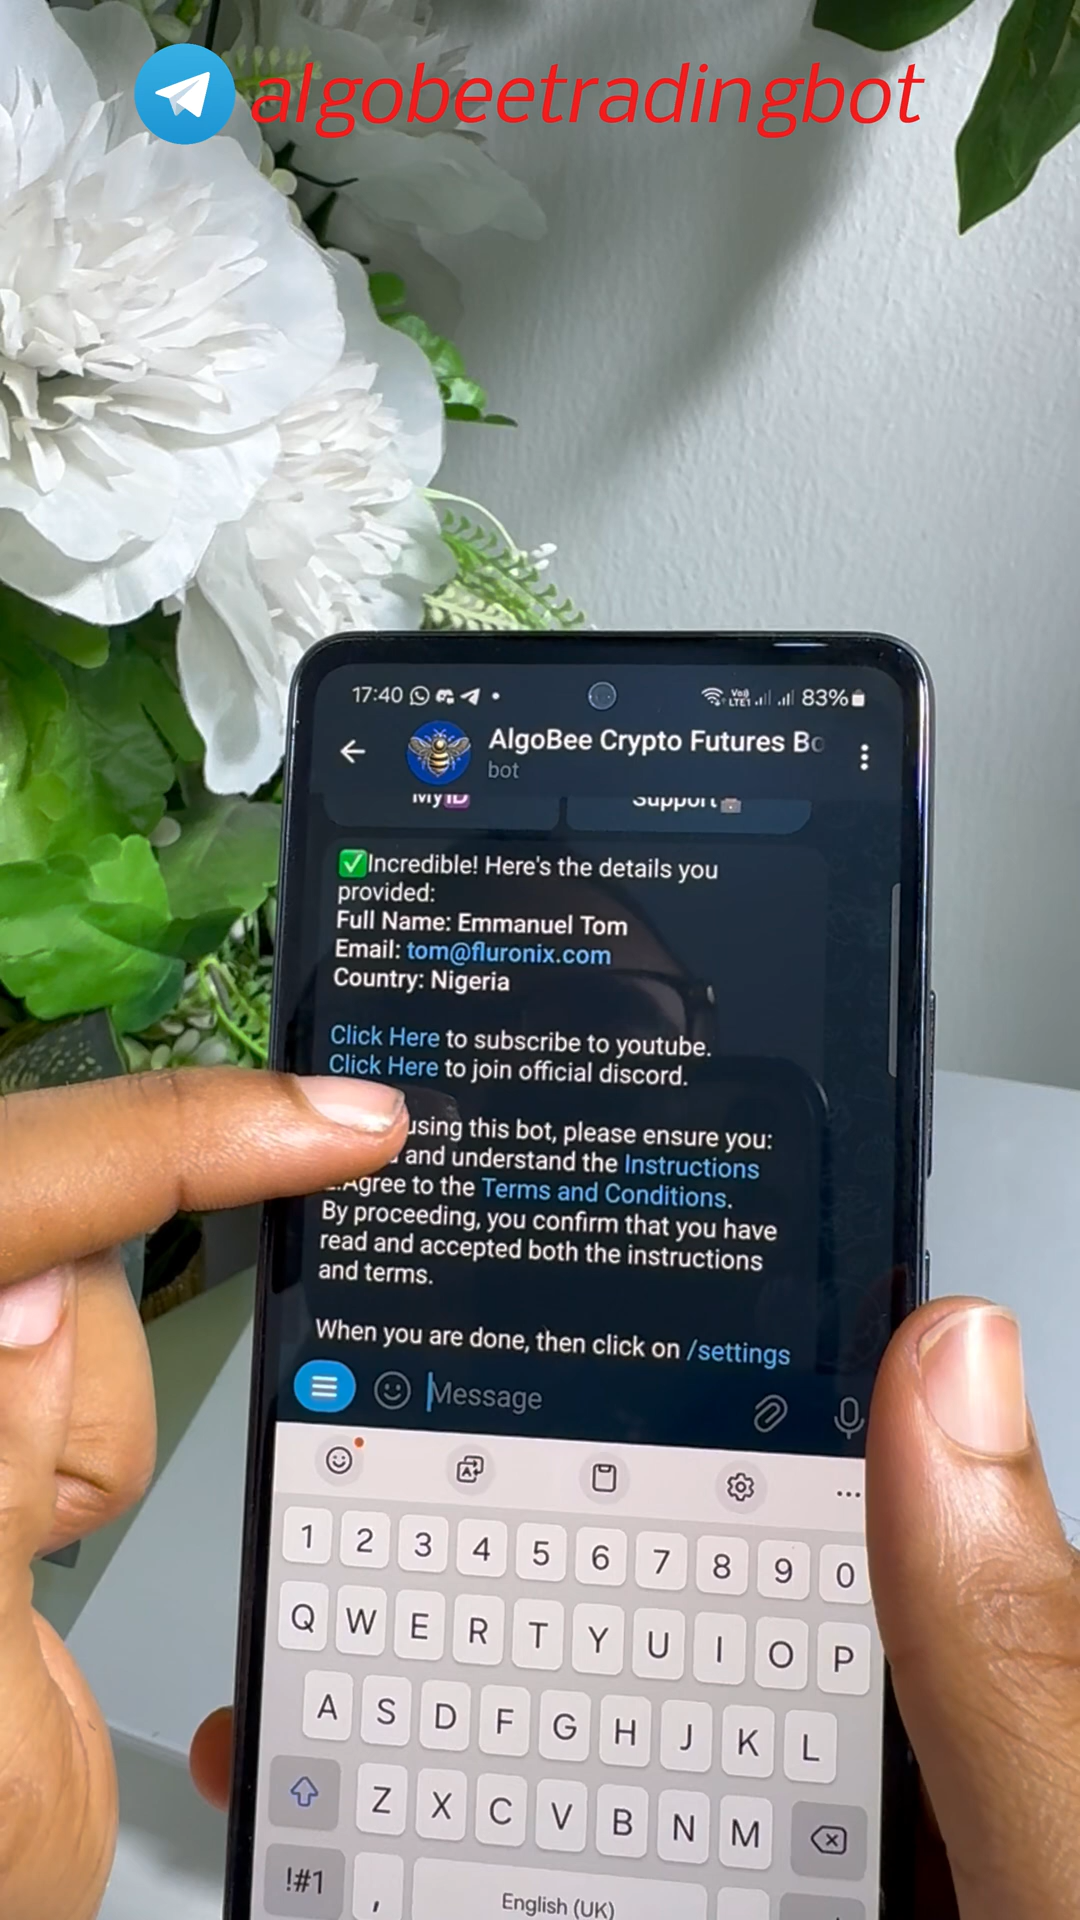 algobeetradingbot
17:40 83%
AlgoBee Crypto Futures Bo
bot
My ID Support
✅Incredible! Here's the details you
provided:
Full Name: Emmanuel Tom
Email: tom@fluronix.com
Country: Nigeria
Click Here to subscribe to youtube.
Click Here to join official discord.
using this bot, please ensure you:
and understand the Instructions
Agree to the Terms and Conditions.
By proceeding, you confirm that you have
read and accepted both the instructions
and terms.
When you are done, then click on /settings
Message
1 2 3 4 5 6 7 8 9 0
Q W E R T Y U I O P
A S D F G H J K L
Z X C V B N M
!#1 , English (UK)